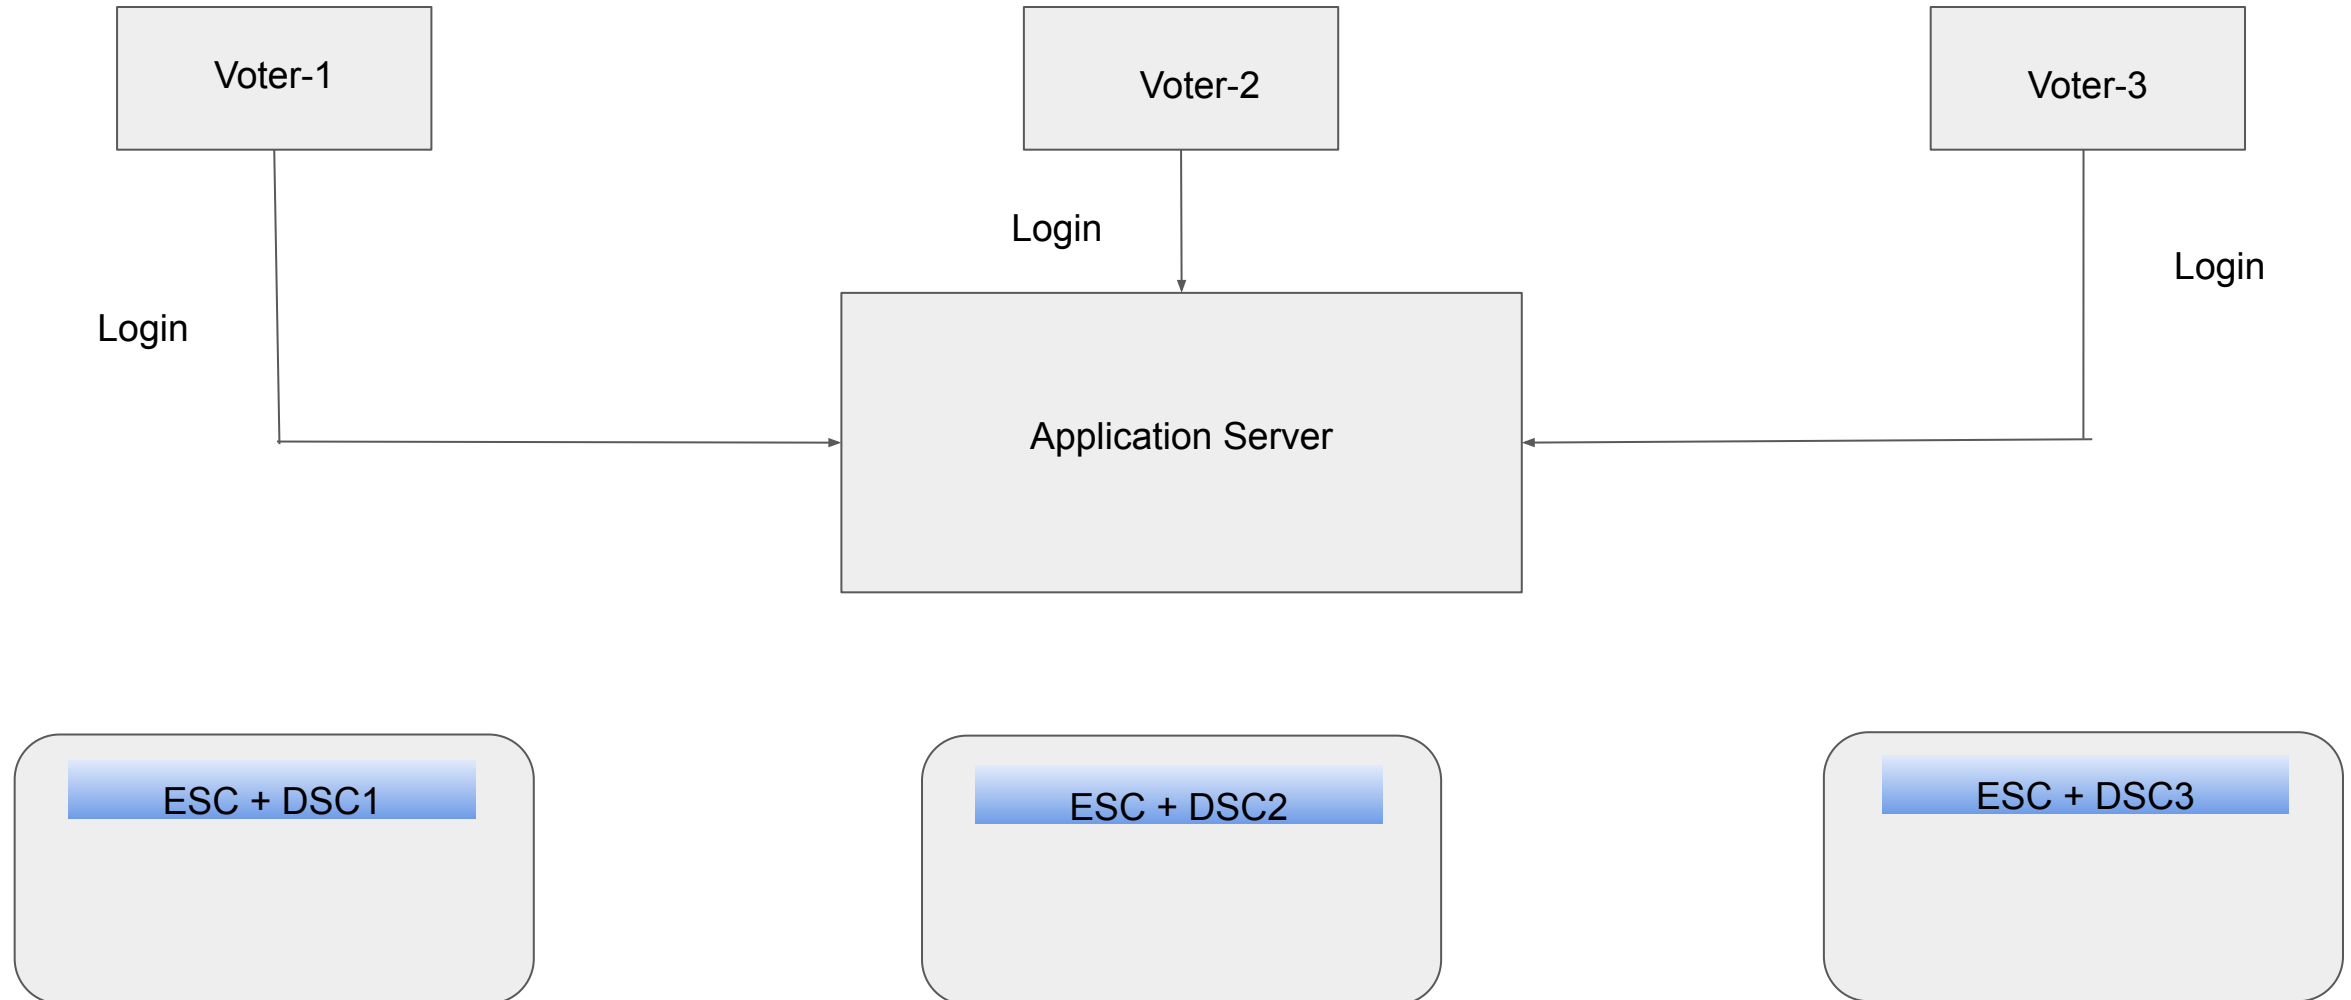 Voter-1
Voter-2
Voter-3
Login
Login
Login
Application Server
ESC + DSC1
ESC + DSC2
ESC + DSC3